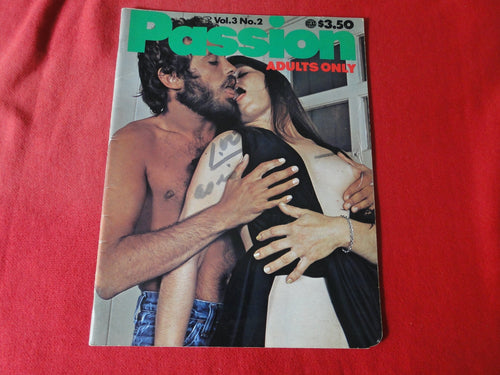 Vol.3 No.2
$3.50
Passion
ADULTS ONLY